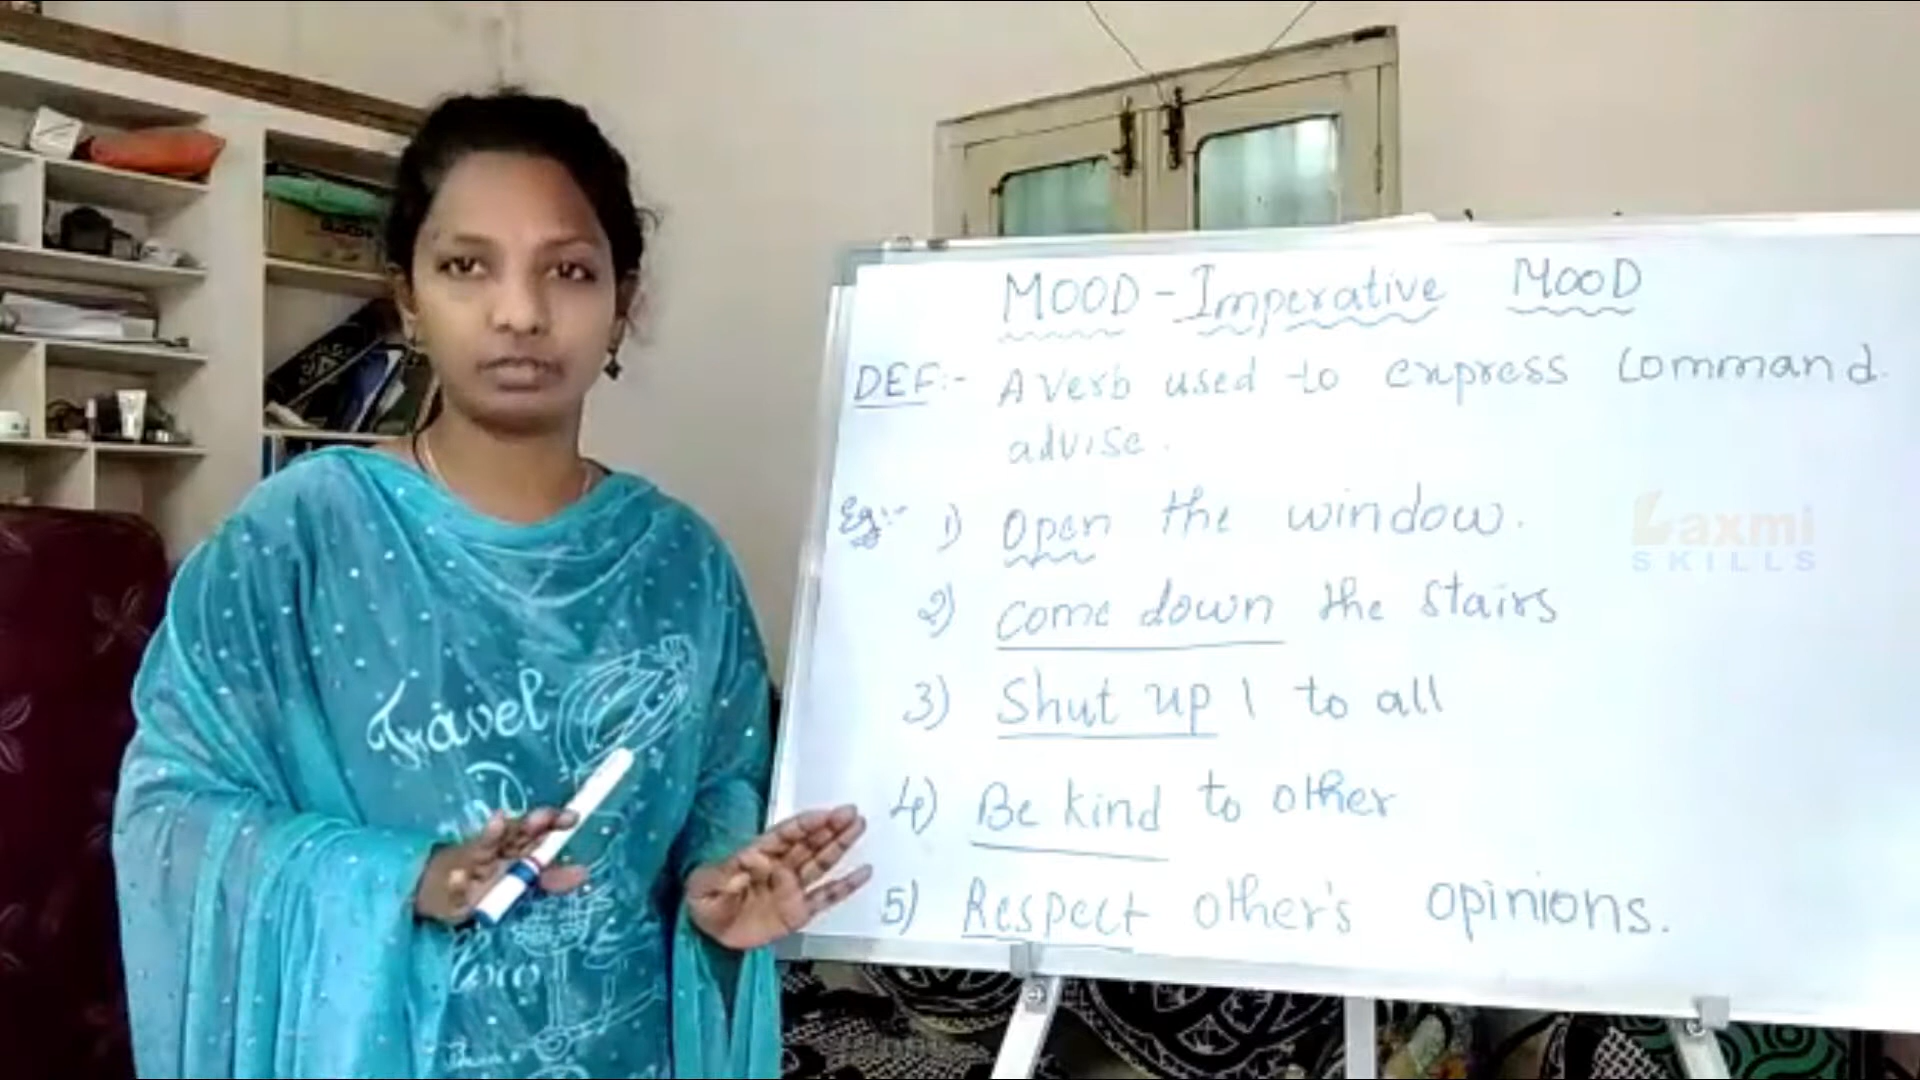 MOOD - Imperative MOOD
DEF:- A Verb used to express command.
advise.
Eg:- 1) Open the window.
2) come down the stairs
3) Shut up ! to all
4) Be kind to other
5) Respect other's opinions.
Laxmi
SKILLS
Travel